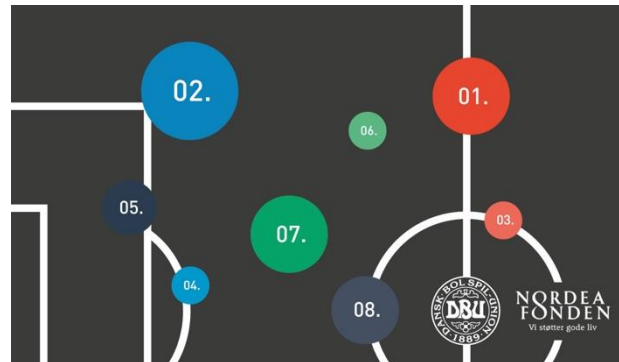 02.
01.
06.
05.
03.
07.
04.
08.
DANSK BOLDSPIL-UNION
DBU
1889
NORDEA
FONDEN
Vi støtter gode liv